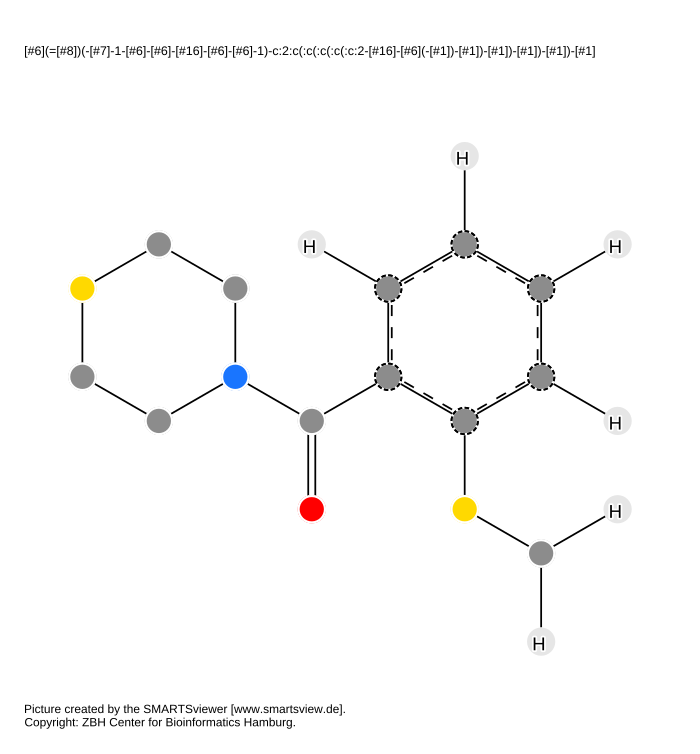 [#6](=[#8])(-[#7]-1-[#6]-[#6]-[#16]-[#6]-[#6]-1)-c:2:c(:c(:c(:c(:c:2-[#16]-[#6](-[#1])-[#1])-[#1])-[#1])-[#1])-[#1]
H
H
H
H
H
H
Picture created by the SMARTSviewer [www.smartsview.de].
Copyright: ZBH Center for Bioinformatics Hamburg.